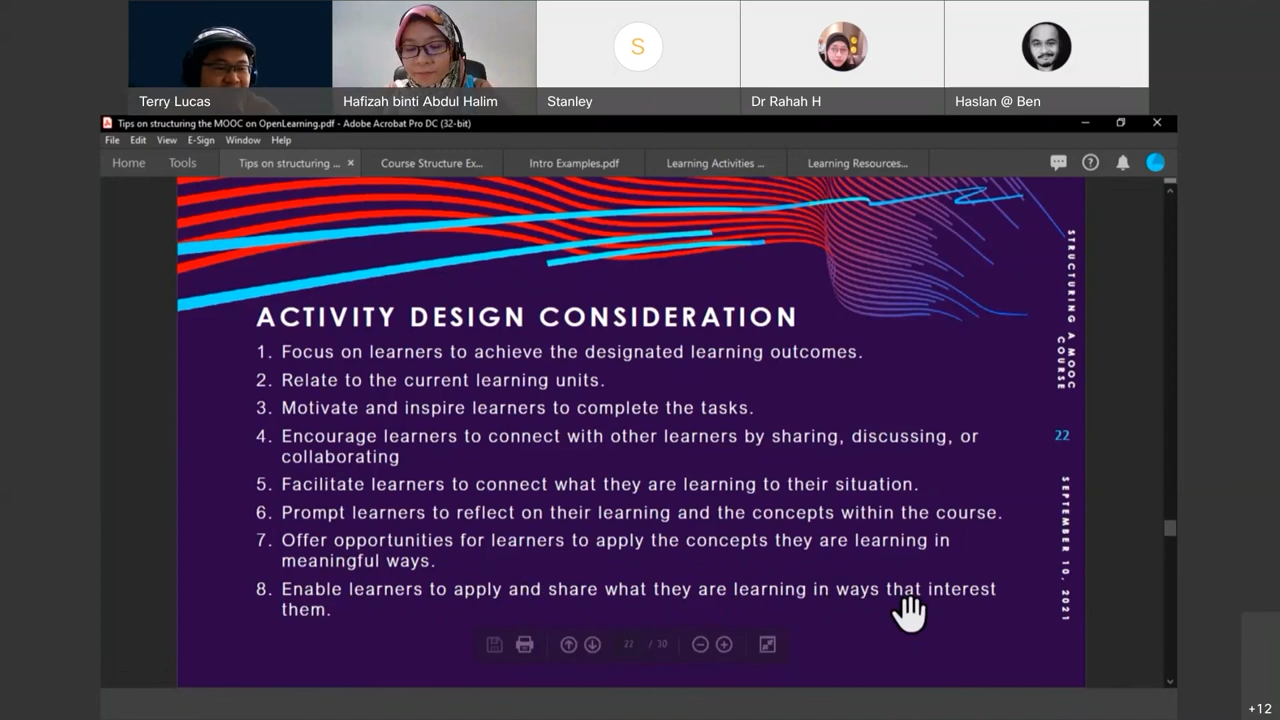 S
Terry Lucas
Hafizah binti Abdul Halim
Stanley
Dr Rahah H
Haslan @ Ben
Tips on structuring the MOOC on OpenLearning.pdf - Adobe Acrobat Pro DC (32-bit)
File Edit View E-Sign Window Help
Home Tools Tips on structuring ... × Course Structure Ex... Intro Examples.pdf Learning Activities ... Learning Resources...
ACTIVITY DESIGN CONSIDERATION
1. Focus on learners to achieve the designated learning outcomes.
2. Relate to the current learning units.
3. Motivate and inspire learners to complete the tasks.
4. Encourage learners to connect with other learners by sharing, discussing, or
collaborating
5. Facilitate learners to connect what they are learning to their situation.
6. Prompt learners to reflect on their learning and the concepts within the course.
7. Offer opportunities for learners to apply the concepts they are learning in
meaningful ways.
8. Enable learners to apply and share what they are learning in ways that interest
them.
STRUCTURING A MOOC
COURSE
22
SEPTEMBER 10, 2021
22 / 30
+12